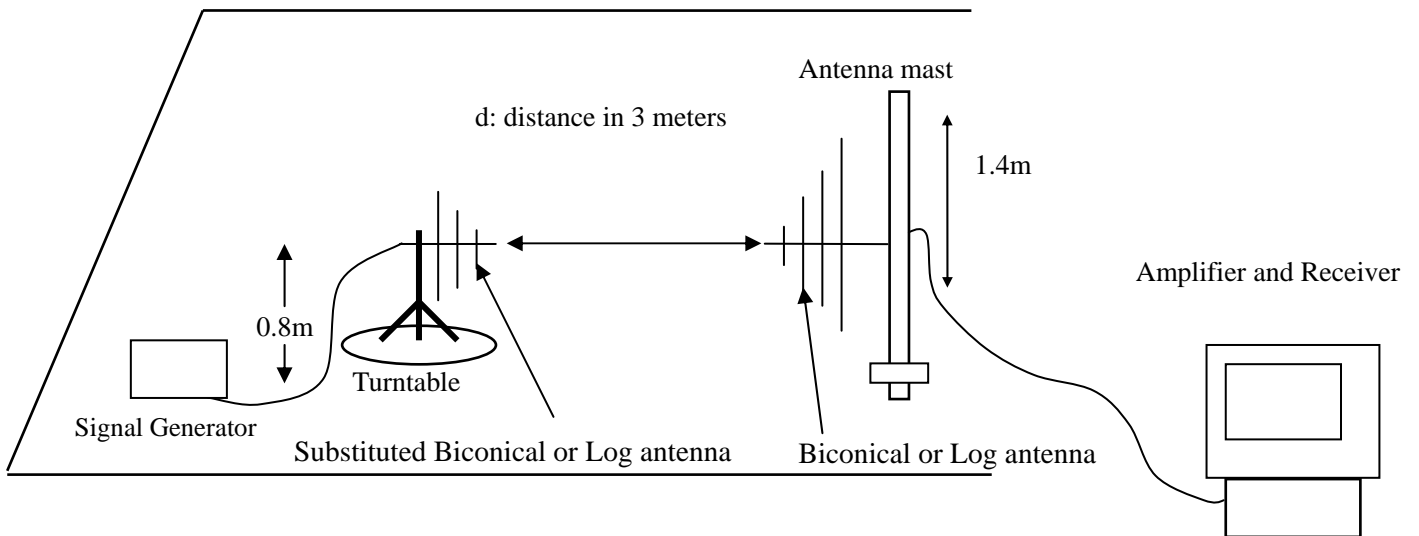 Antenna mast
d: distance in 3 meters
1.4m
Amplifier and Receiver
0.8m
Turntable
Signal Generator
Substituted Biconical or Log antenna
Biconical or Log antenna